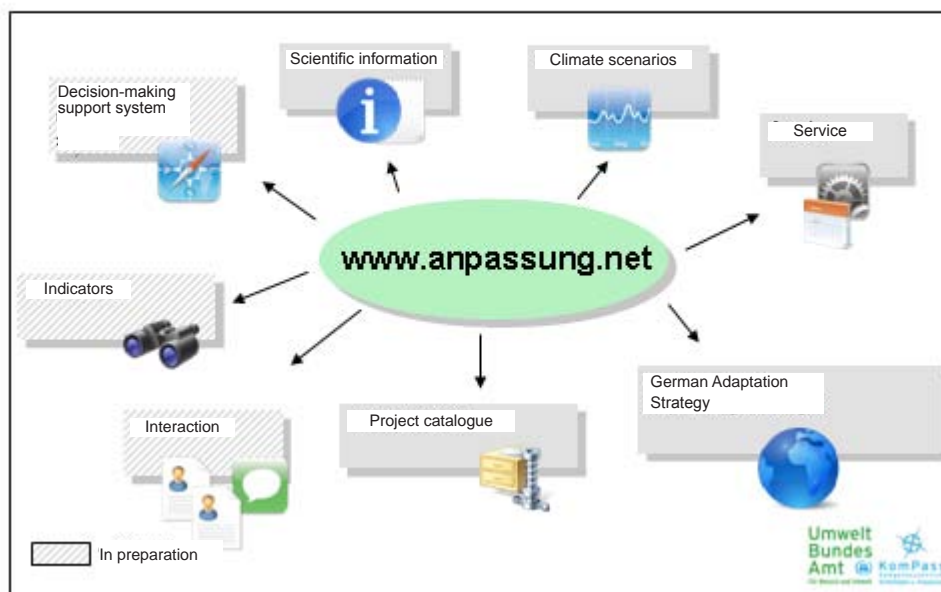 Scientific information
Climate scenarios
Decision-making
support system
Service
www.anpassung.net
Indicators
German Adaptation
Strategy
Project catalogue
Interaction
In preparation
Umwelt
Bundes
Amt
KomPass